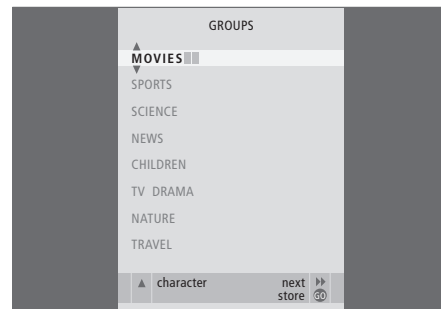 GROUPS
MOVIES
SPORTS
SCIENCE
NEWS
CHILDREN
TV DRAMA
NATURE
TRAVEL
character next
store GO